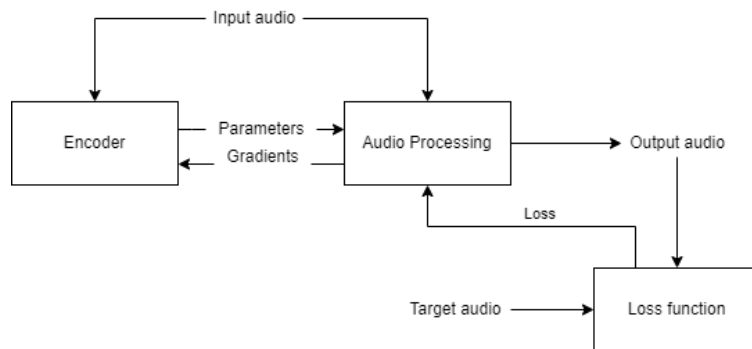 Input audio
Encoder
Parameters
Gradients
Audio Processing
Output audio
Loss
Target audio
Loss function